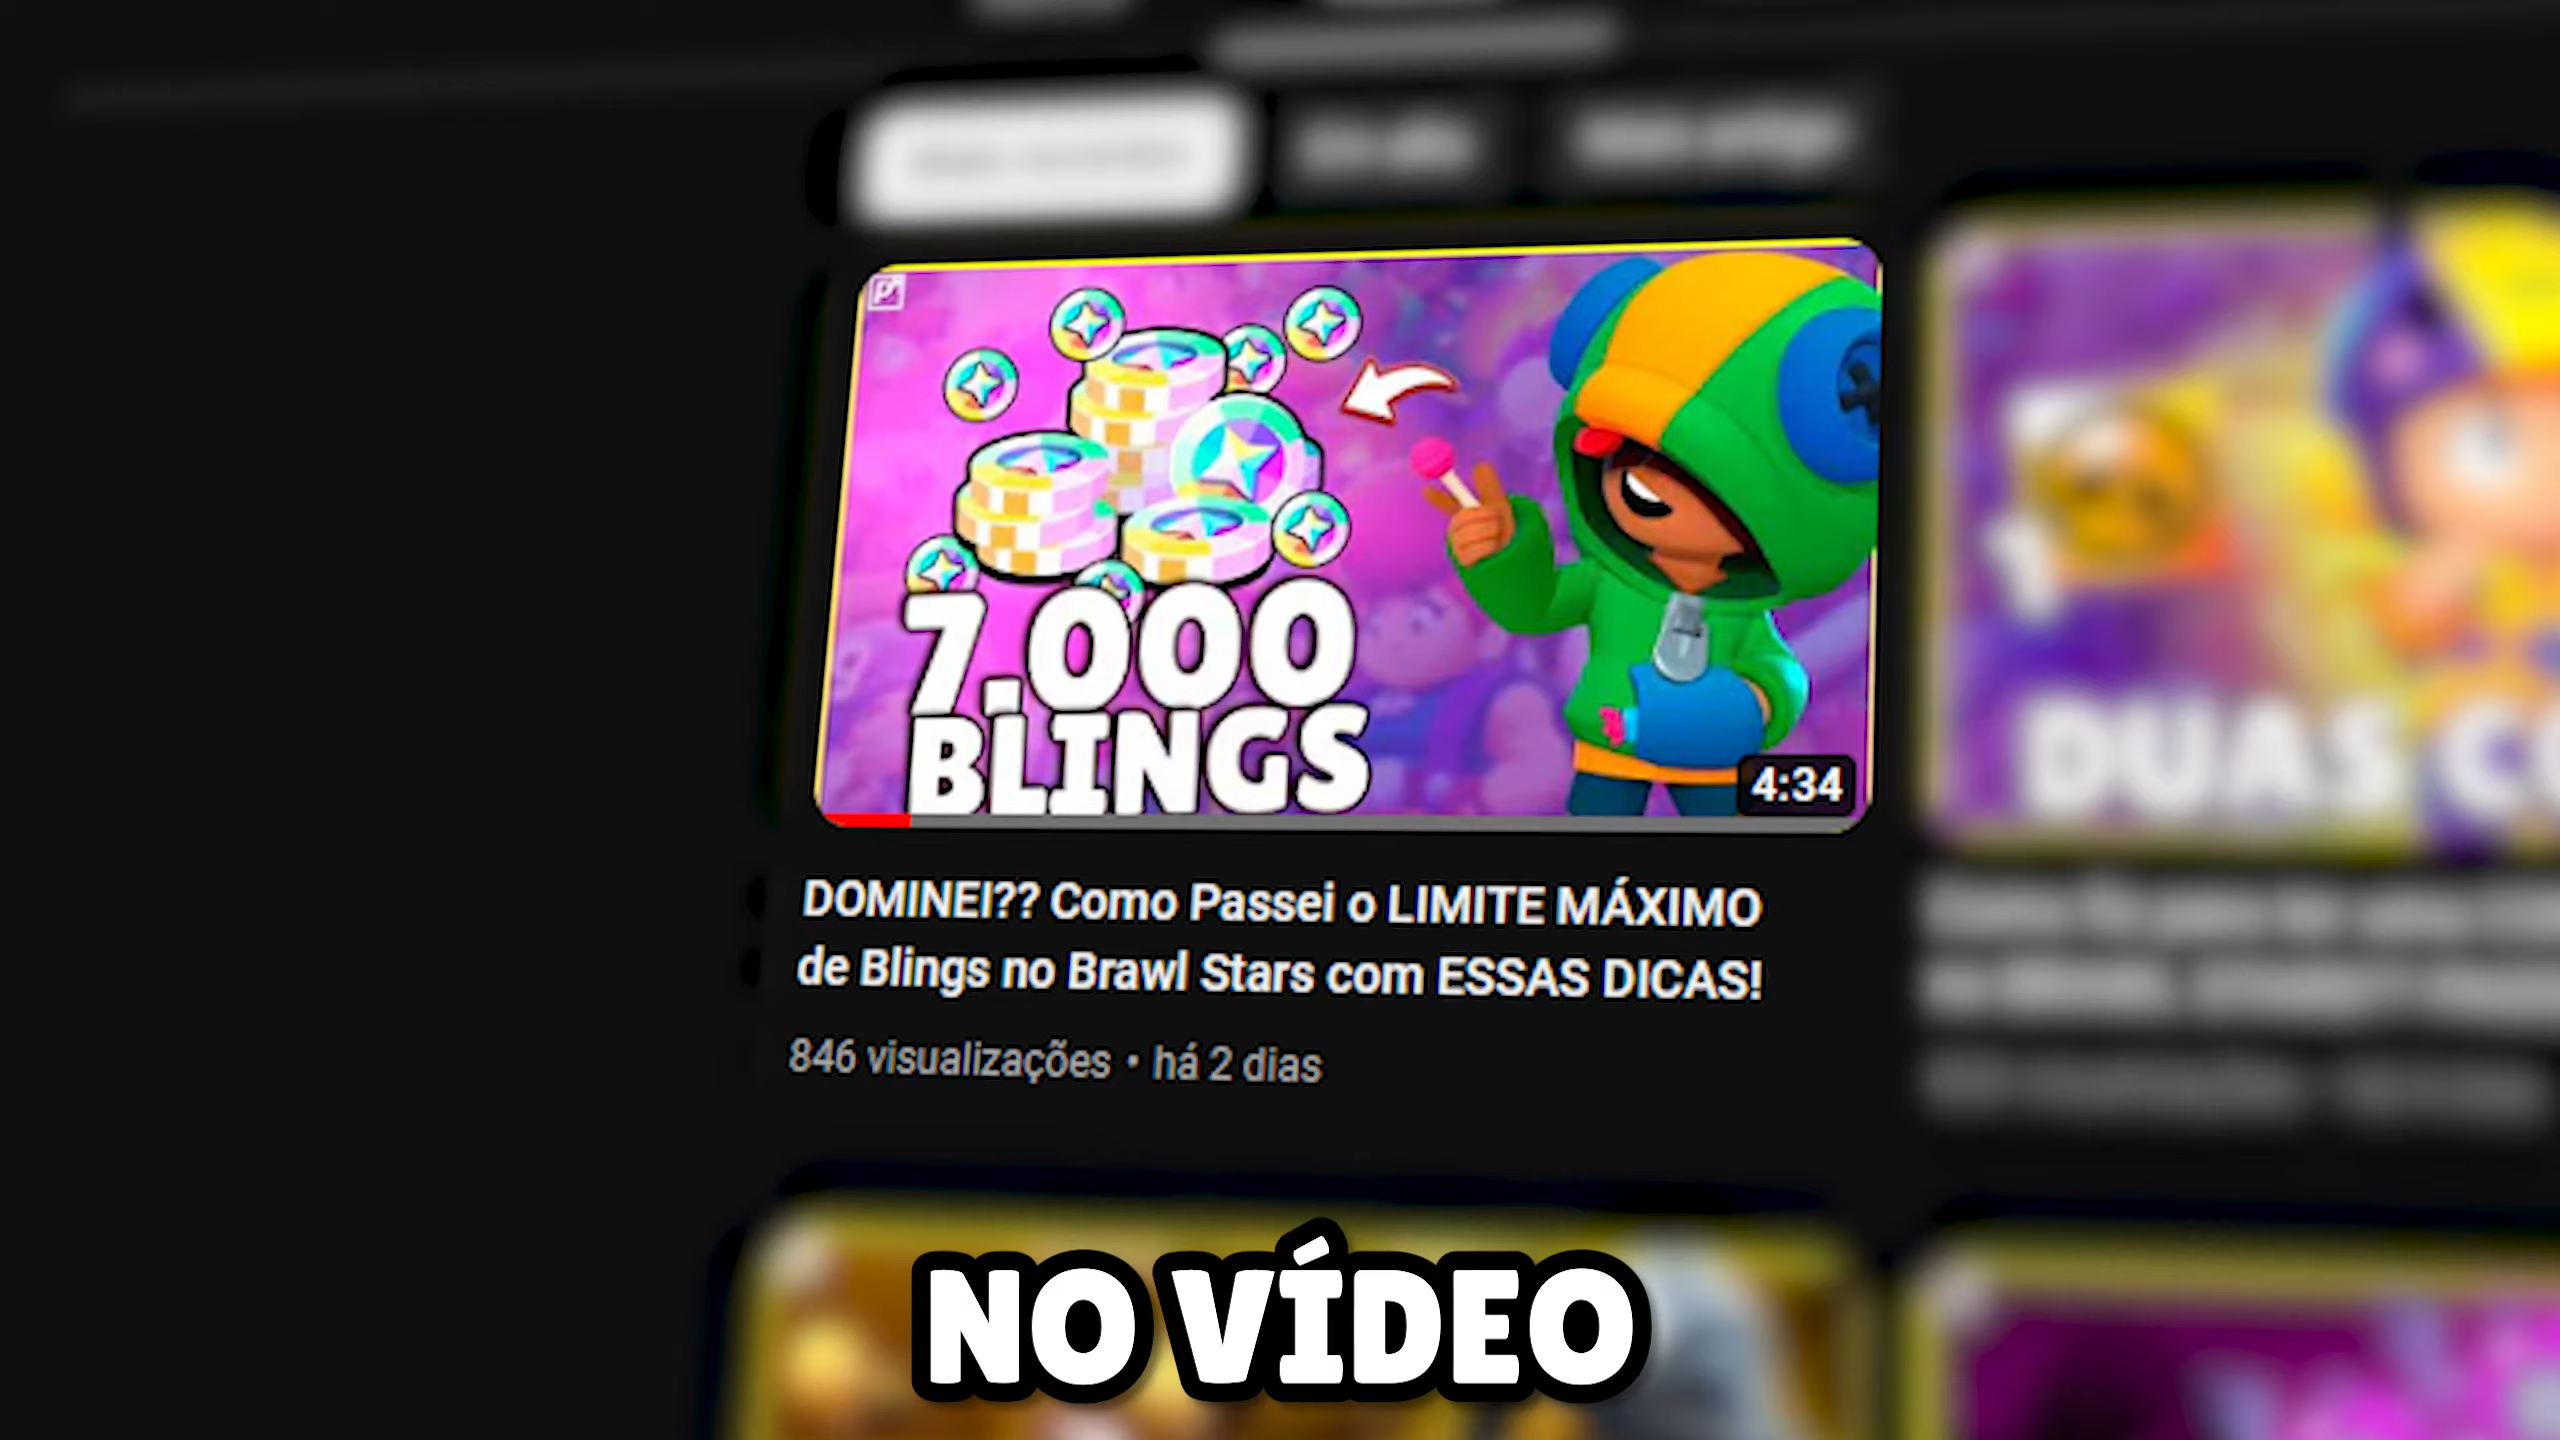 7.000
BLINGS
4:34
DUAS
DOMINEI?? Como Passei o LIMITE MÁXIMO
de Blings no Brawl Stars com ESSAS DICAS!
846 visualizações • há 2 dias
NO VÍDEO